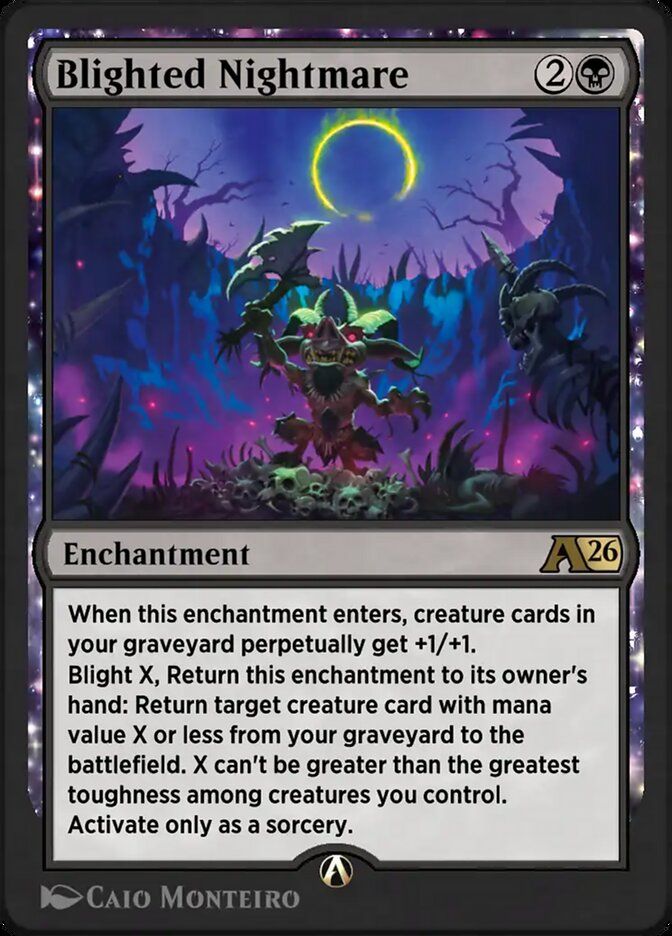 Blighted Nightmare 2
Enchantment A26
When this enchantment enters, creature cards in
your graveyard perpetually get +1/+1.
Blight X, Return this enchantment to its owner's
hand: Return target creature card with mana
value X or less from your graveyard to the
battlefield. X can't be greater than the greatest
toughness among creatures you control.
Activate only as a sorcery.
Caio Monteiro